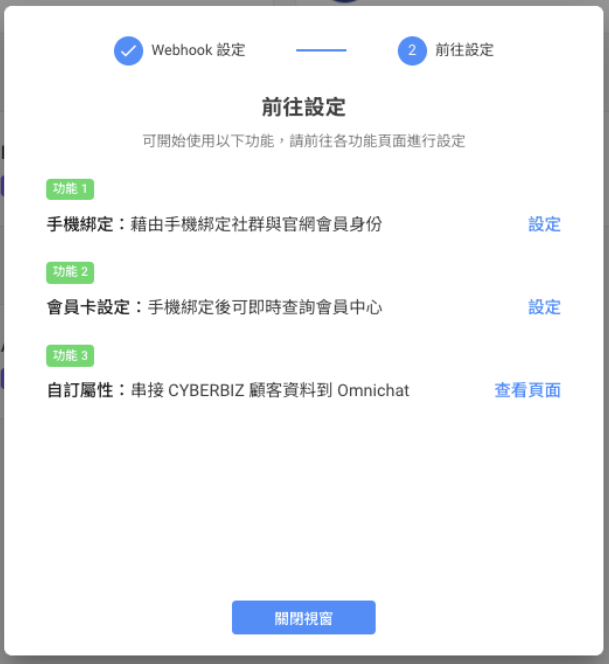 Webhook 設定
2 前往設定
前往設定
可開始使用以下功能，請前往各功能頁面進行設定
功能 1
手機綁定：藉由手機綁定社群與官網會員身份 設定
功能 2
會員卡設定：手機綁定後可即時查詢會員中心 設定
功能 3
自訂屬性：串接 CYBERBIZ 顧客資料到 Omnichat 查看頁面
關閉視窗